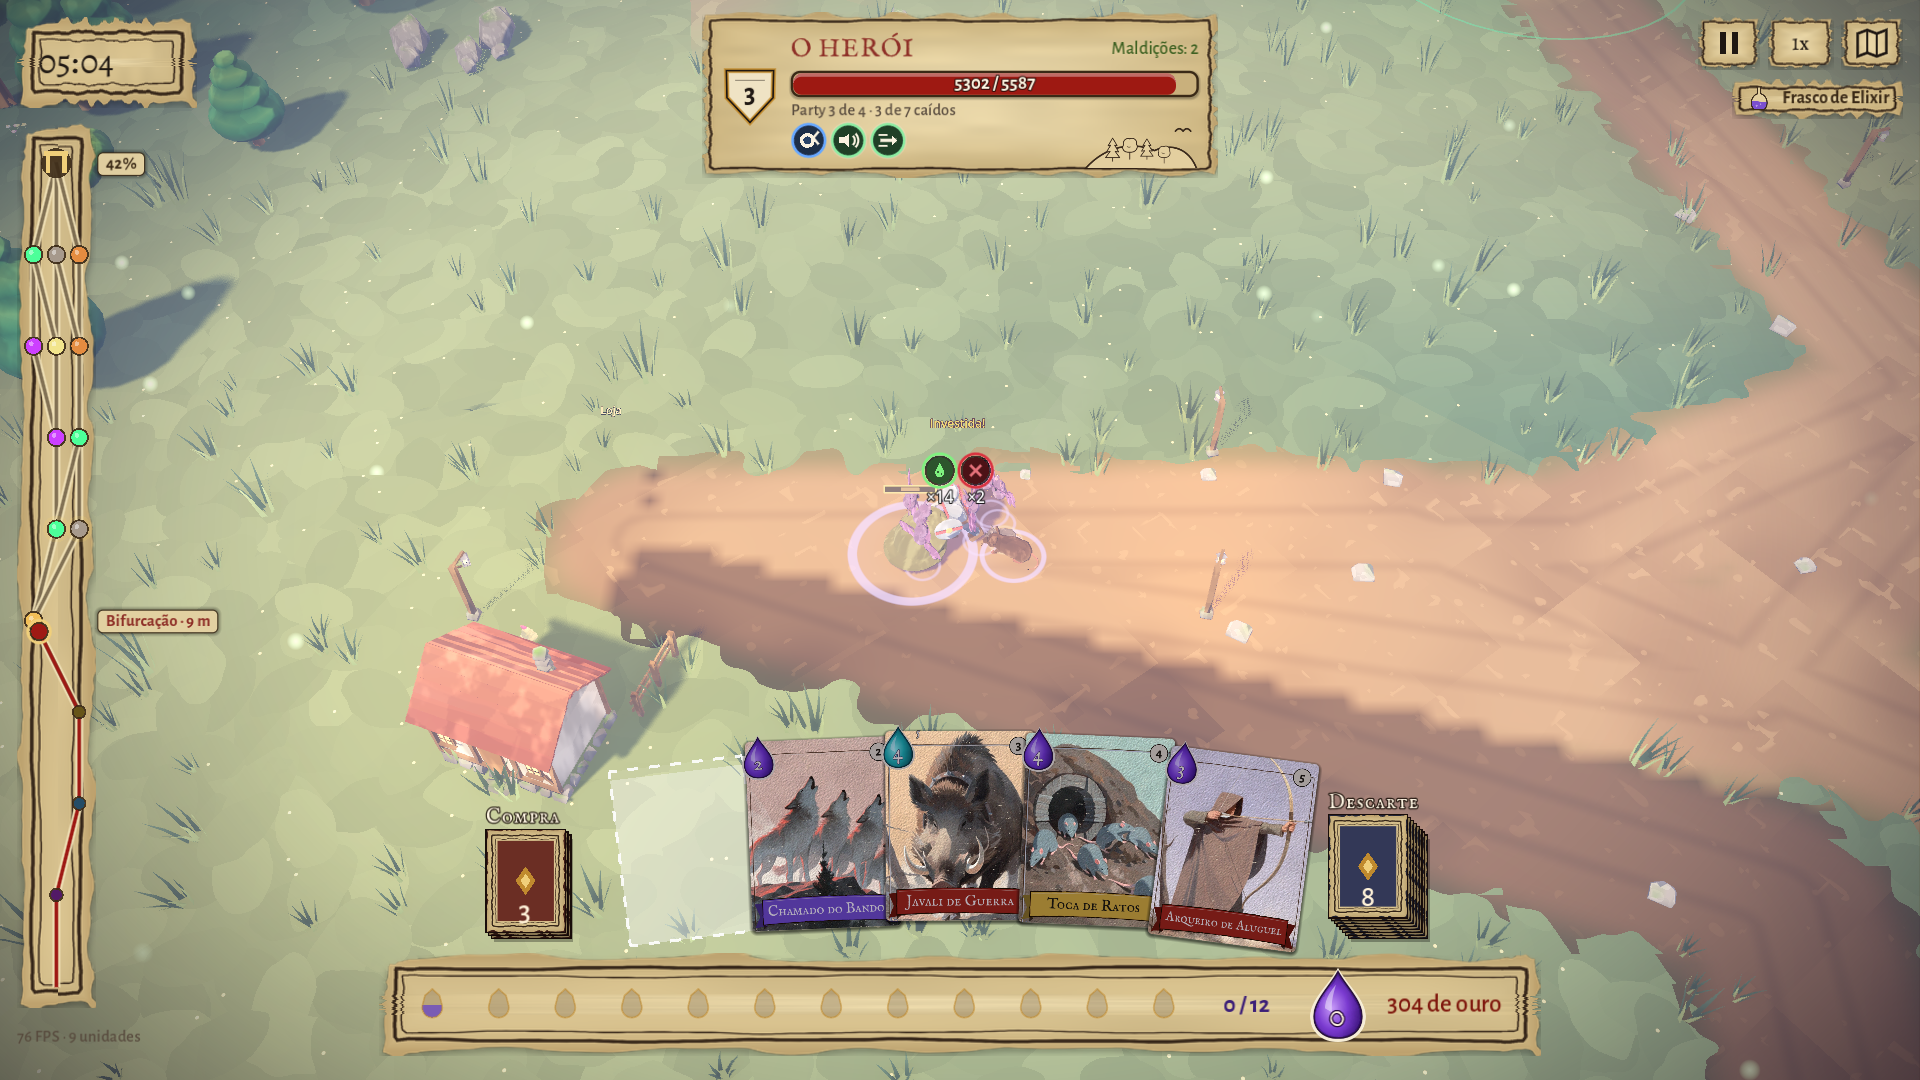 05:04
O HERÓI
Maldições: 2
3
5302 / 5587
Party 3 de 4 · 3 de 7 caídos
1x
Frasco de Elixir
42%
Loja
Investida!
×14 ×2
Bifurcação · 9 m
Compra
3
2
2
Chamado do Bando
4
3
Javali de Guerra
4
4
Toca de Ratos
3
5
Arqueiro de Aluguel
Descarte
8
0 / 12
0
304 de ouro
76 FPS · 9 unidades